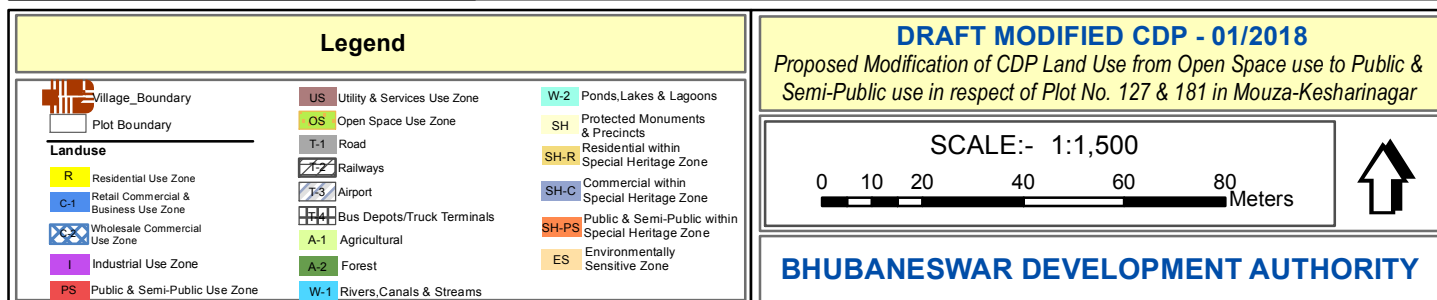 Legend
Village_Boundary
Plot Boundary
Landuse
R Residential Use Zone
C-1 Retail Commercial &
Business Use Zone
C-2 Wholesale Commercial
Use Zone
I Industrial Use Zone
PS Public & Semi-Public Use Zone
US Utility & Services Use Zone
OS Open Space Use Zone
T-1 Road
T-2 Railways
T-3 Airport
T-4 Bus Depots/Truck Terminals
A-1 Agricultural
A-2 Forest
W-1 Rivers,Canals & Streams
W-2 Ponds,Lakes & Lagoons
SH Protected Monuments
& Precincts
SH-R Residential within
Special Heritage Zone
SH-C Commercial within
Special Heritage Zone
SH-PS Public & Semi-Public within
Special Heritage Zone
ES Environmentally
Sensitive Zone
DRAFT MODIFIED CDP - 01/2018
Proposed Modification of CDP Land Use from Open Space use to Public &
Semi-Public use in respect of Plot No. 127 & 181 in Mouza-Kesharinagar
SCALE:- 1:1,500
0 10 20 40 60 80
Meters
BHUBANESWAR DEVELOPMENT AUTHORITY